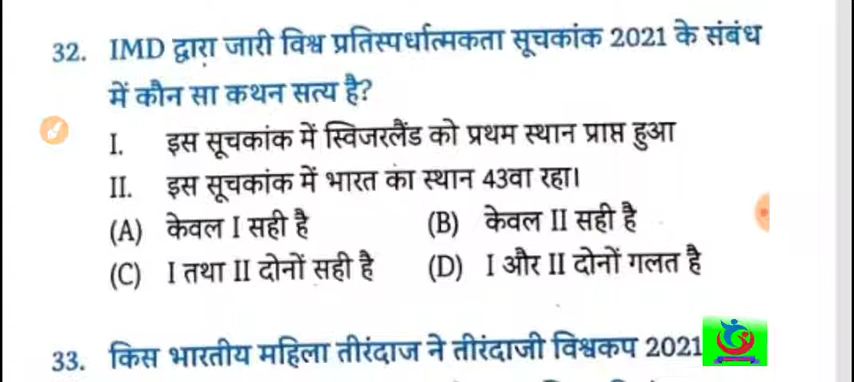 32. IMD द्वारा जारी विश्व प्रतिस्पर्धात्मकता सूचकांक 2021 के संबंध
में कौन सा कथन सत्य है?
I. इस सूचकांक में स्विजरलैंड को प्रथम स्थान प्राप्त हुआ
II. इस सूचकांक में भारत का स्थान 43वा रहा।
(A) केवल I सही है (B) केवल II सही है
(C) I तथा II दोनों सही है (D) I और II दोनों गलत है
33. किस भारतीय महिला तीरंदाज ने तीरंदाजी विश्वकप 2021